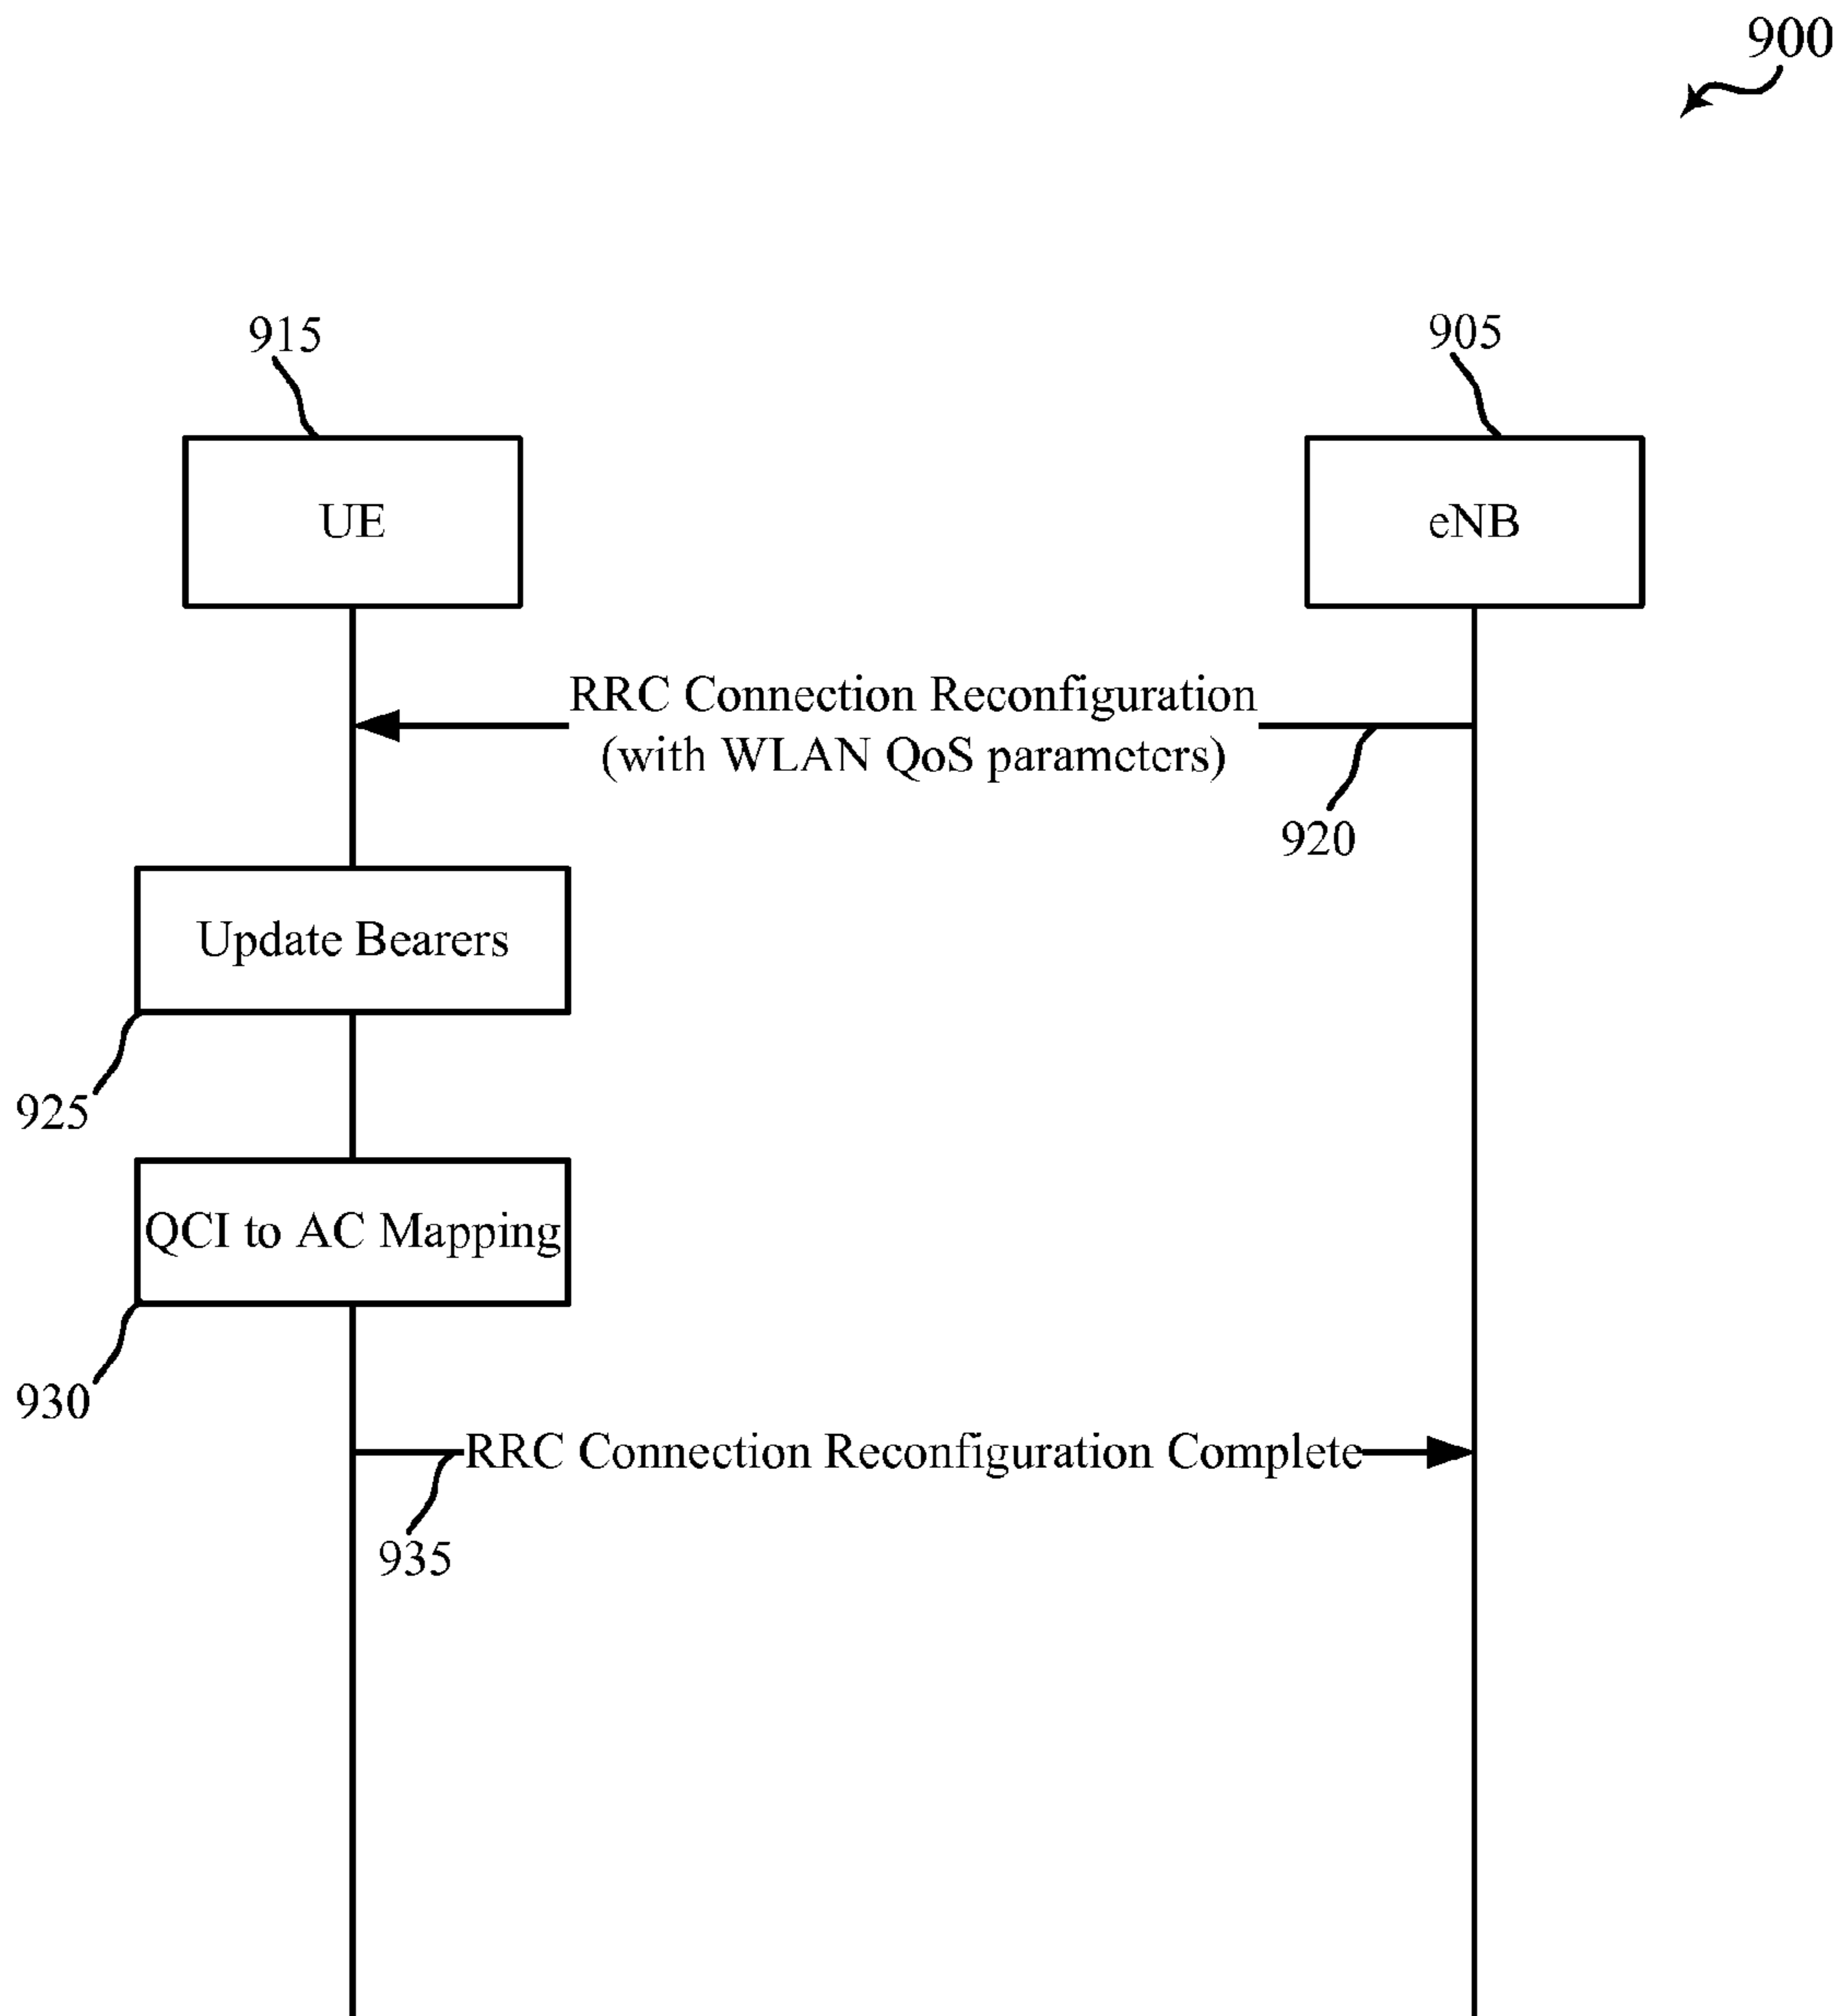 900
915
905
UE
eNB
RRC Connection Reconfiguration
(with WLAN QoS parameters)
920
Update Bearers
925
QCI to AC Mapping
930
RRC Connection Reconfiguration Complete
935